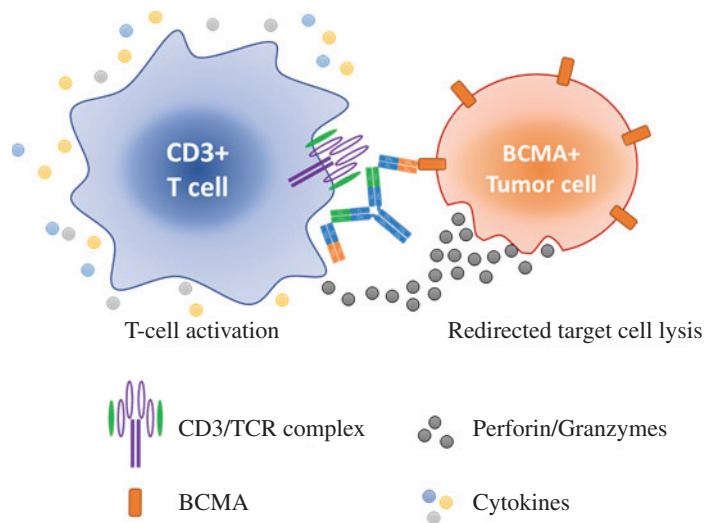 CD3+
T cell
BCMA+
Tumor cell
T-cell activation
Redirected target cell lysis
CD3/TCR complex
Perforin/Granzymes
BCMA
Cytokines